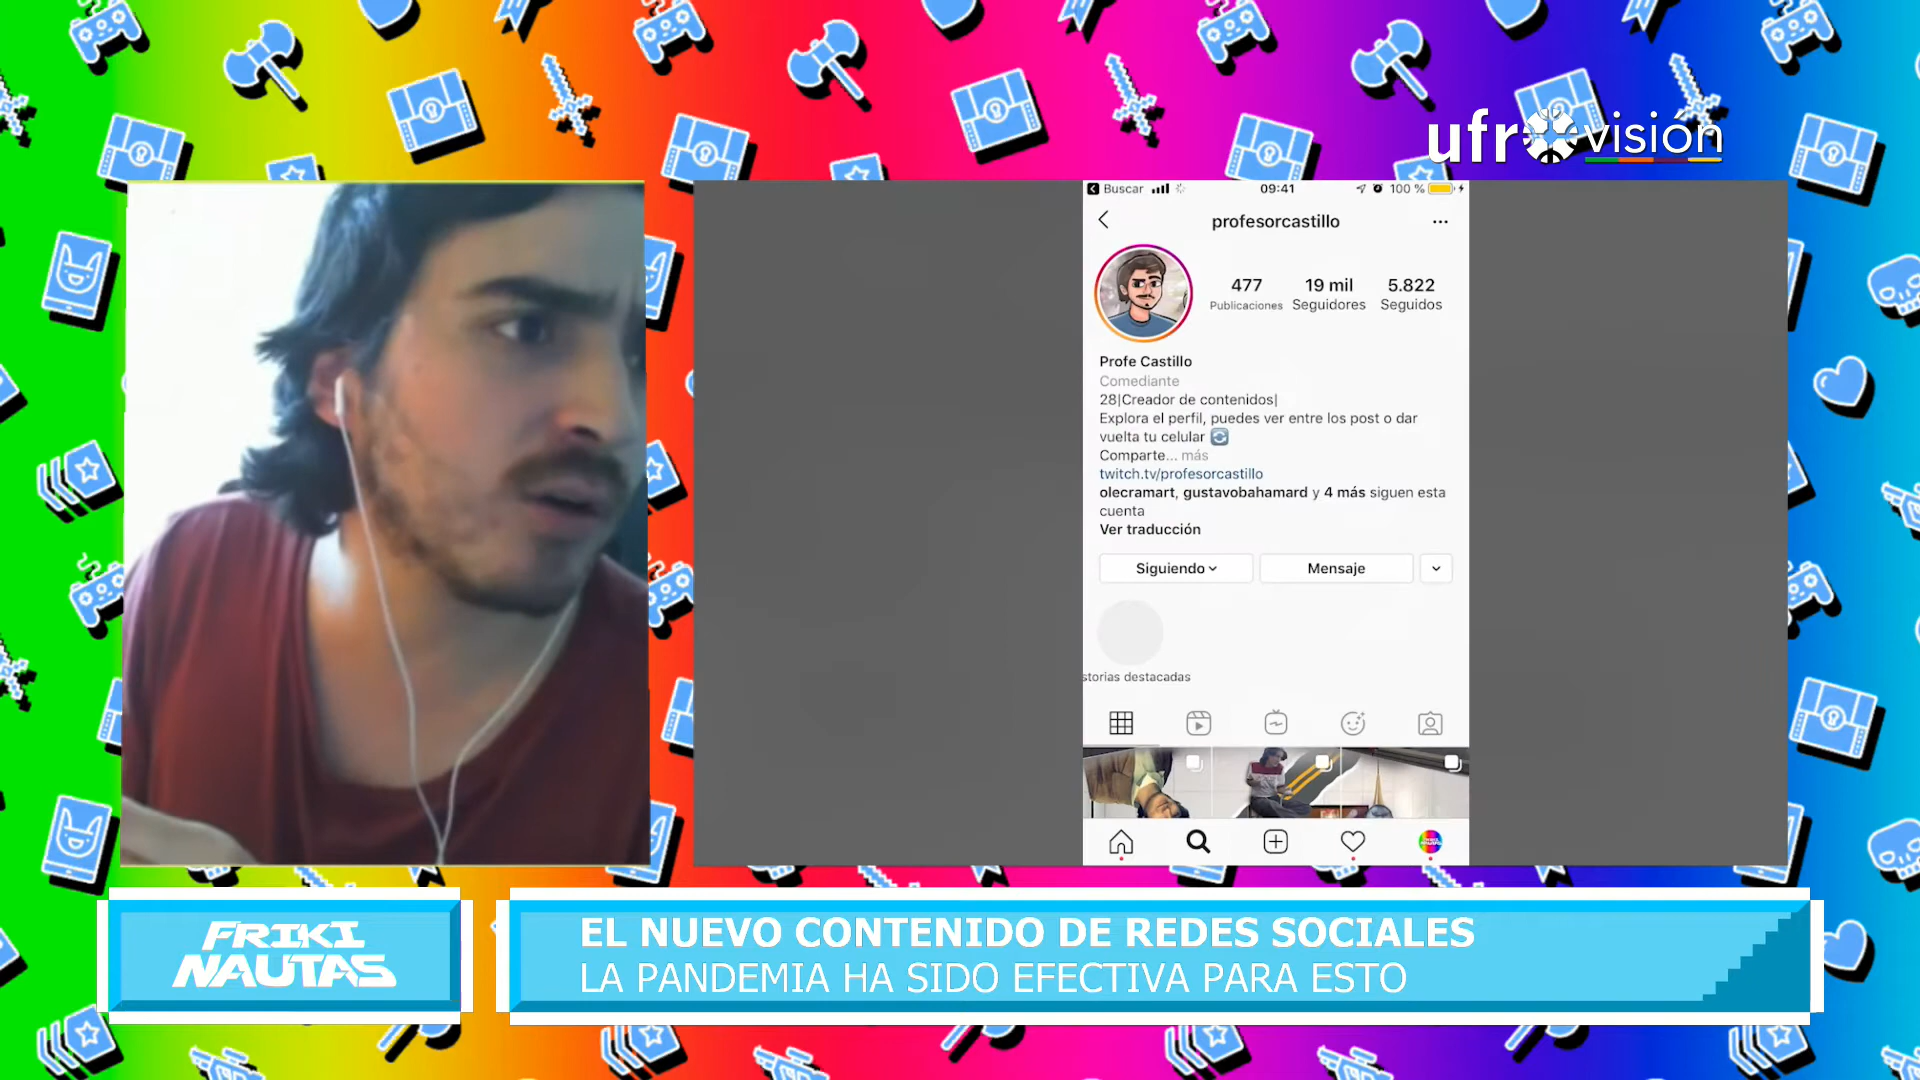 ufrovisión
Buscar
09:41
100 %
profesorcastillo
477
19 mil
5.822
Publicaciones
Seguidores
Seguidos
Profe Castillo
Comediante
28|Creador de contenidos|
Explora el perfil, puedes ver entre los post o dar
vuelta tu celular
Comparte... más
twitch.tv/profesorcastillo
olecramart, gustavobahamard y 4 más siguen esta
cuenta
Ver traducción
Siguiendo
Mensaje
storias destacadas
FRIKI
NAUTAS
EL NUEVO CONTENIDO DE REDES SOCIALES
LA PANDEMIA HA SIDO EFECTIVA PARA ESTO